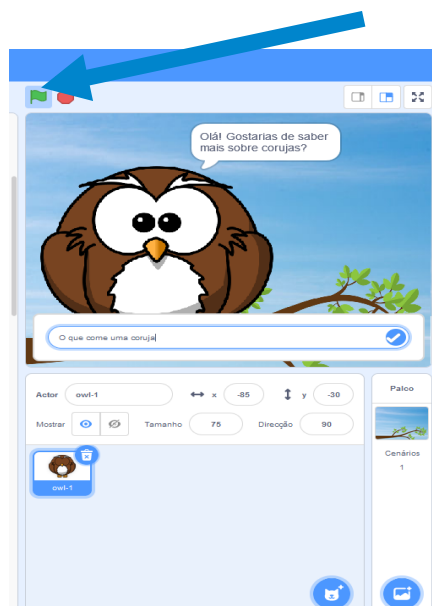 Olá! Gostarias de saber
mais sobre corujas?
O que come uma coruja
Actor owl-1 x -85 y -30
Mostrar Tamanho 75 Direcção 90
owl-1
Palco
Cenários
1